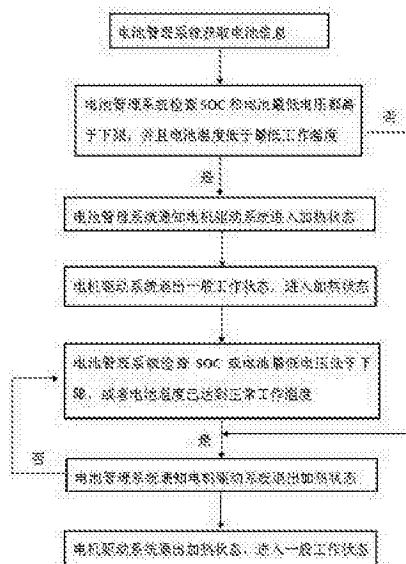 电池管理系统获取电池信息
电池管理系统检查 SOC 和电池最低电压都高
于下限，并且电池温度低于最低工作温度
否
是
电池管理系统通知电机驱动系统进入加热状态
电机驱动系统退出一般工作状态，进入加热状态
电池管理系统检查 SOC 或电池最低电压低于下
限，或者电池温度已达到正常工作温度
是
否
电池管理系统通知电机驱动系统退出加热状态
电机驱动系统退出加热状态，进入一般工作状态